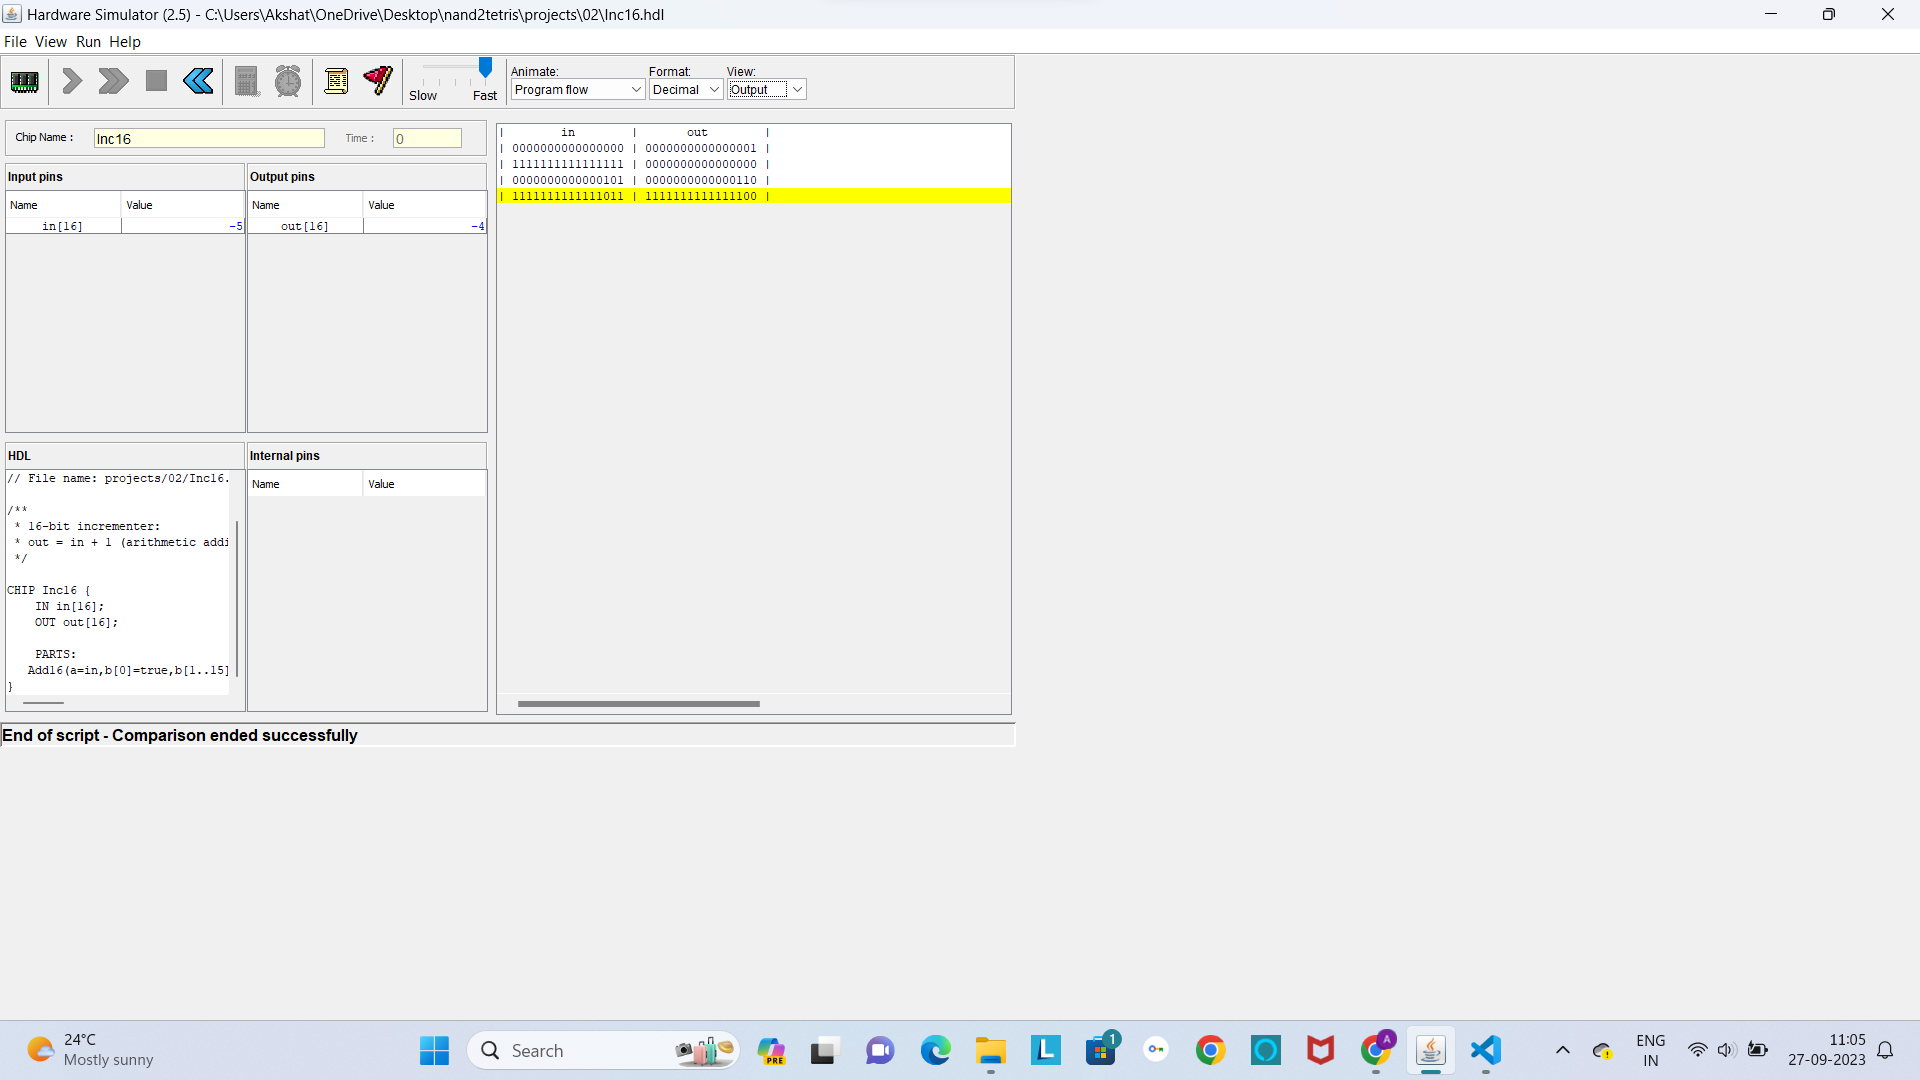 Hardware Simulator (2.5) - C:\Users\Akshat\OneDrive\Desktop\nand2tetris\projects\02\Inc16.hdl
File View Run Help
Animate: Format: View:
Slow Fast Program flow Decimal Output
Chip Name : Inc16 Time : 0
Input pins
Name Value
in[16] -5
Output pins
Name Value
out[16] -4
| in | out |
| 0000000000000000 | 0000000000000001 |
| 1111111111111111 | 0000000000000000 |
| 0000000000000101 | 0000000000000110 |
| 1111111111111011 | 1111111111111100 |
HDL
// File name: projects/02/Inc16.
/**
* 16-bit incrementer:
* out = in + 1 (arithmetic addi
*/
CHIP Inc16 {
IN in[16];
OUT out[16];
PARTS:
Add16(a=in,b[0]=true,b[1..15]
}
Internal pins
Name Value
End of script - Comparison ended successfully
24°C
Mostly sunny
Search
PRE
L
1
A
ENG
IN
11:05
27-09-2023